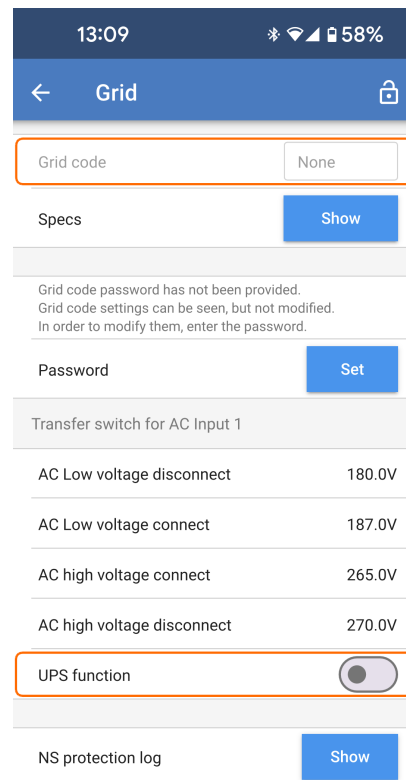 13:09
58%
Grid
Grid code
None
Specs
Show
Grid code password has not been provided.
Grid code settings can be seen, but not modified.
In order to modify them, enter the password.
Password
Set
Transfer switch for AC Input 1
AC Low voltage disconnect
180.0V
AC Low voltage connect
187.0V
AC high voltage connect
265.0V
AC high voltage disconnect
270.0V
UPS function
NS protection log
Show